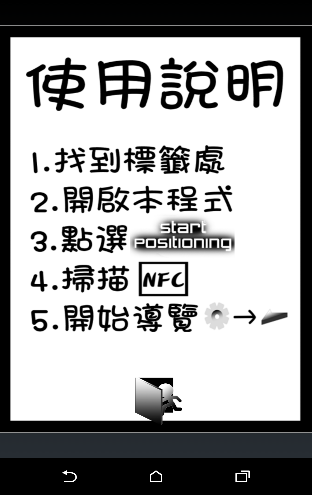 使用說明
1.找到標籤處
2.開啟本程式
3.點選 start positioning
4.掃描 NFC
5.開始導覽 →